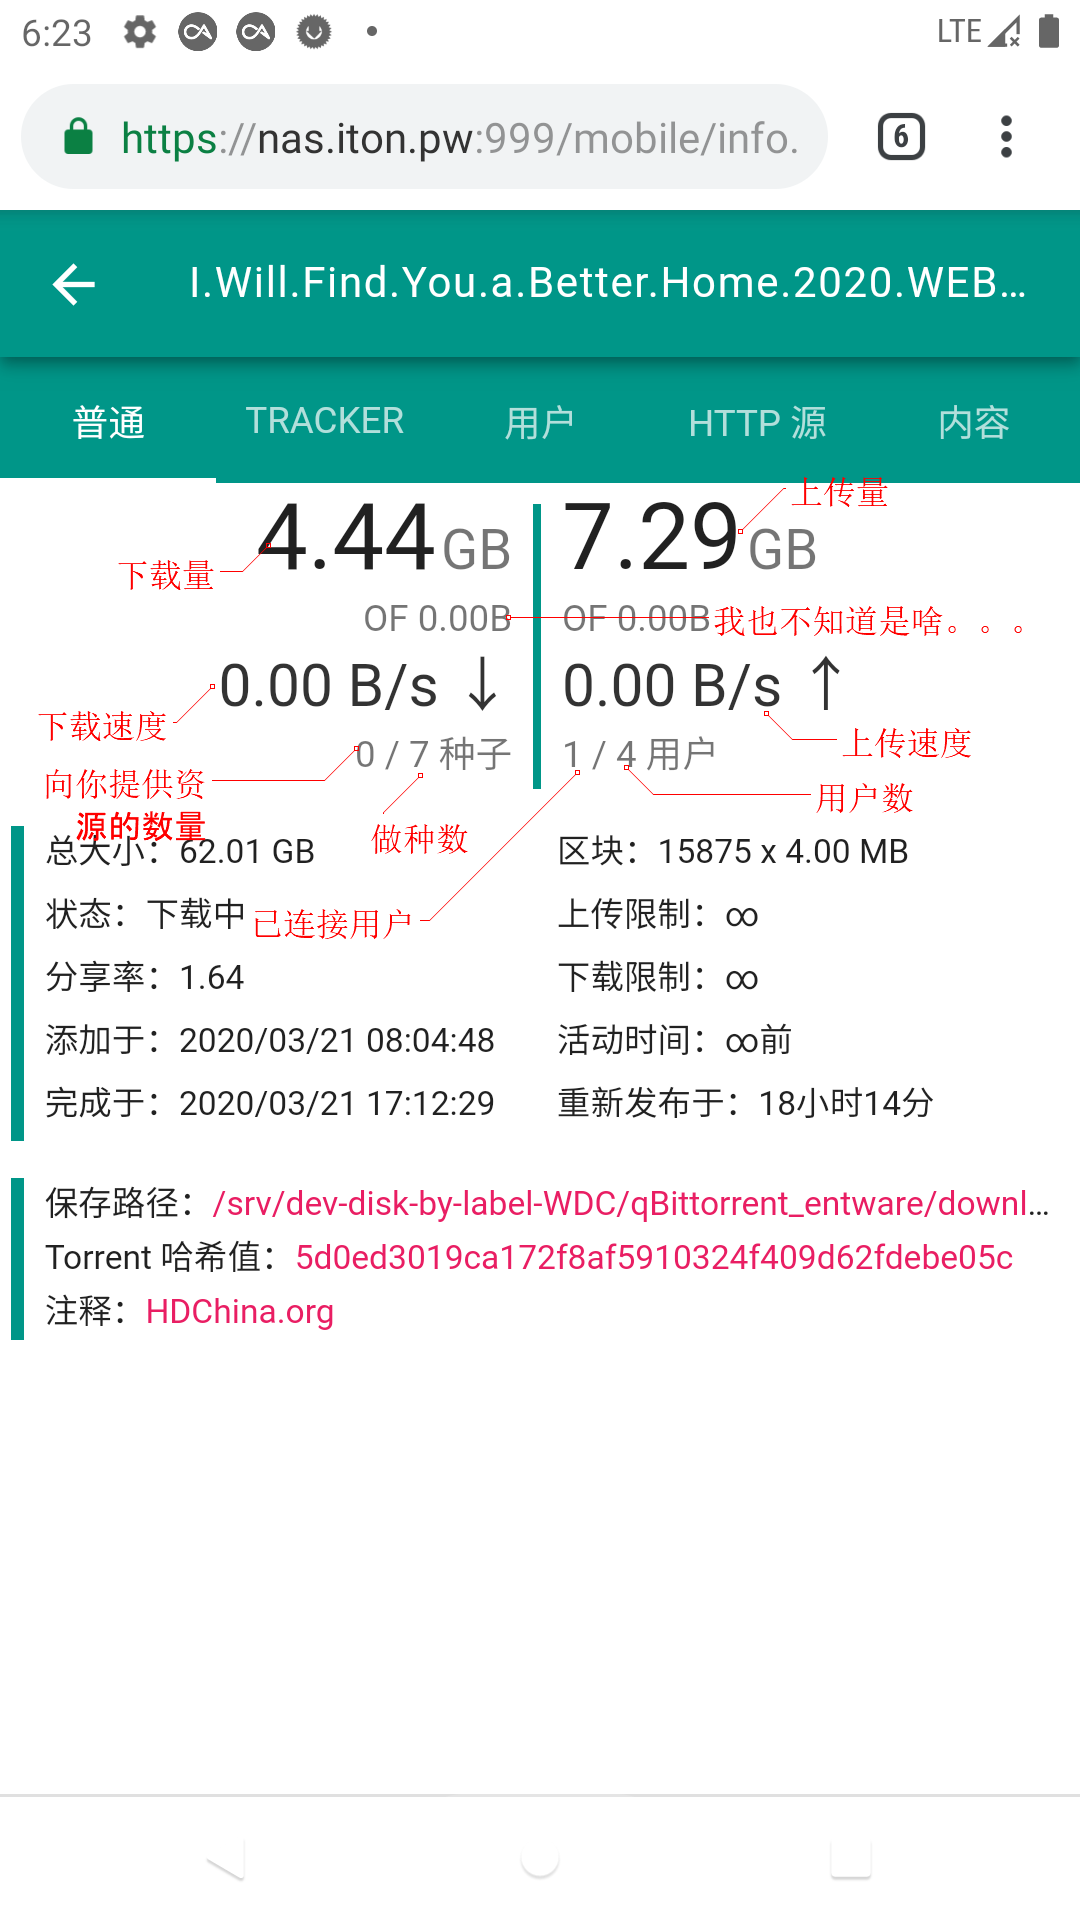 6:23 LTE
https://nas.iton.pw:999/mobile/info. 6
I.Will.Find.You.a.Better.Home.2020.WEB…
普通 TRACKER 用户 HTTP 源 内容
上传量
4.44 GB 7.29 GB
下载量
OF 0.00B OF 0.00B 我也不知道是啥。。。
0.00 B/s ↓ 0.00 B/s ↑
下载速度 上传速度
0 / 7 种子 1 / 4 用户
向你提供资 用户数
源的数量 做种数
总大小：62.01 GB 区块：15875 x 4.00 MB
状态：下载中 已连接用户 上传限制：∞
分享率：1.64 下载限制：∞
添加于：2020/03/21 08:04:48 活动时间：∞前
完成于：2020/03/21 17:12:29 重新发布于：18小时14分
保存路径：/srv/dev-disk-by-label-WDC/qBittorrent_entware/downl…
Torrent 哈希值：5d0ed3019ca172f8af5910324f409d62fdebe05c
注释：HDChina.org